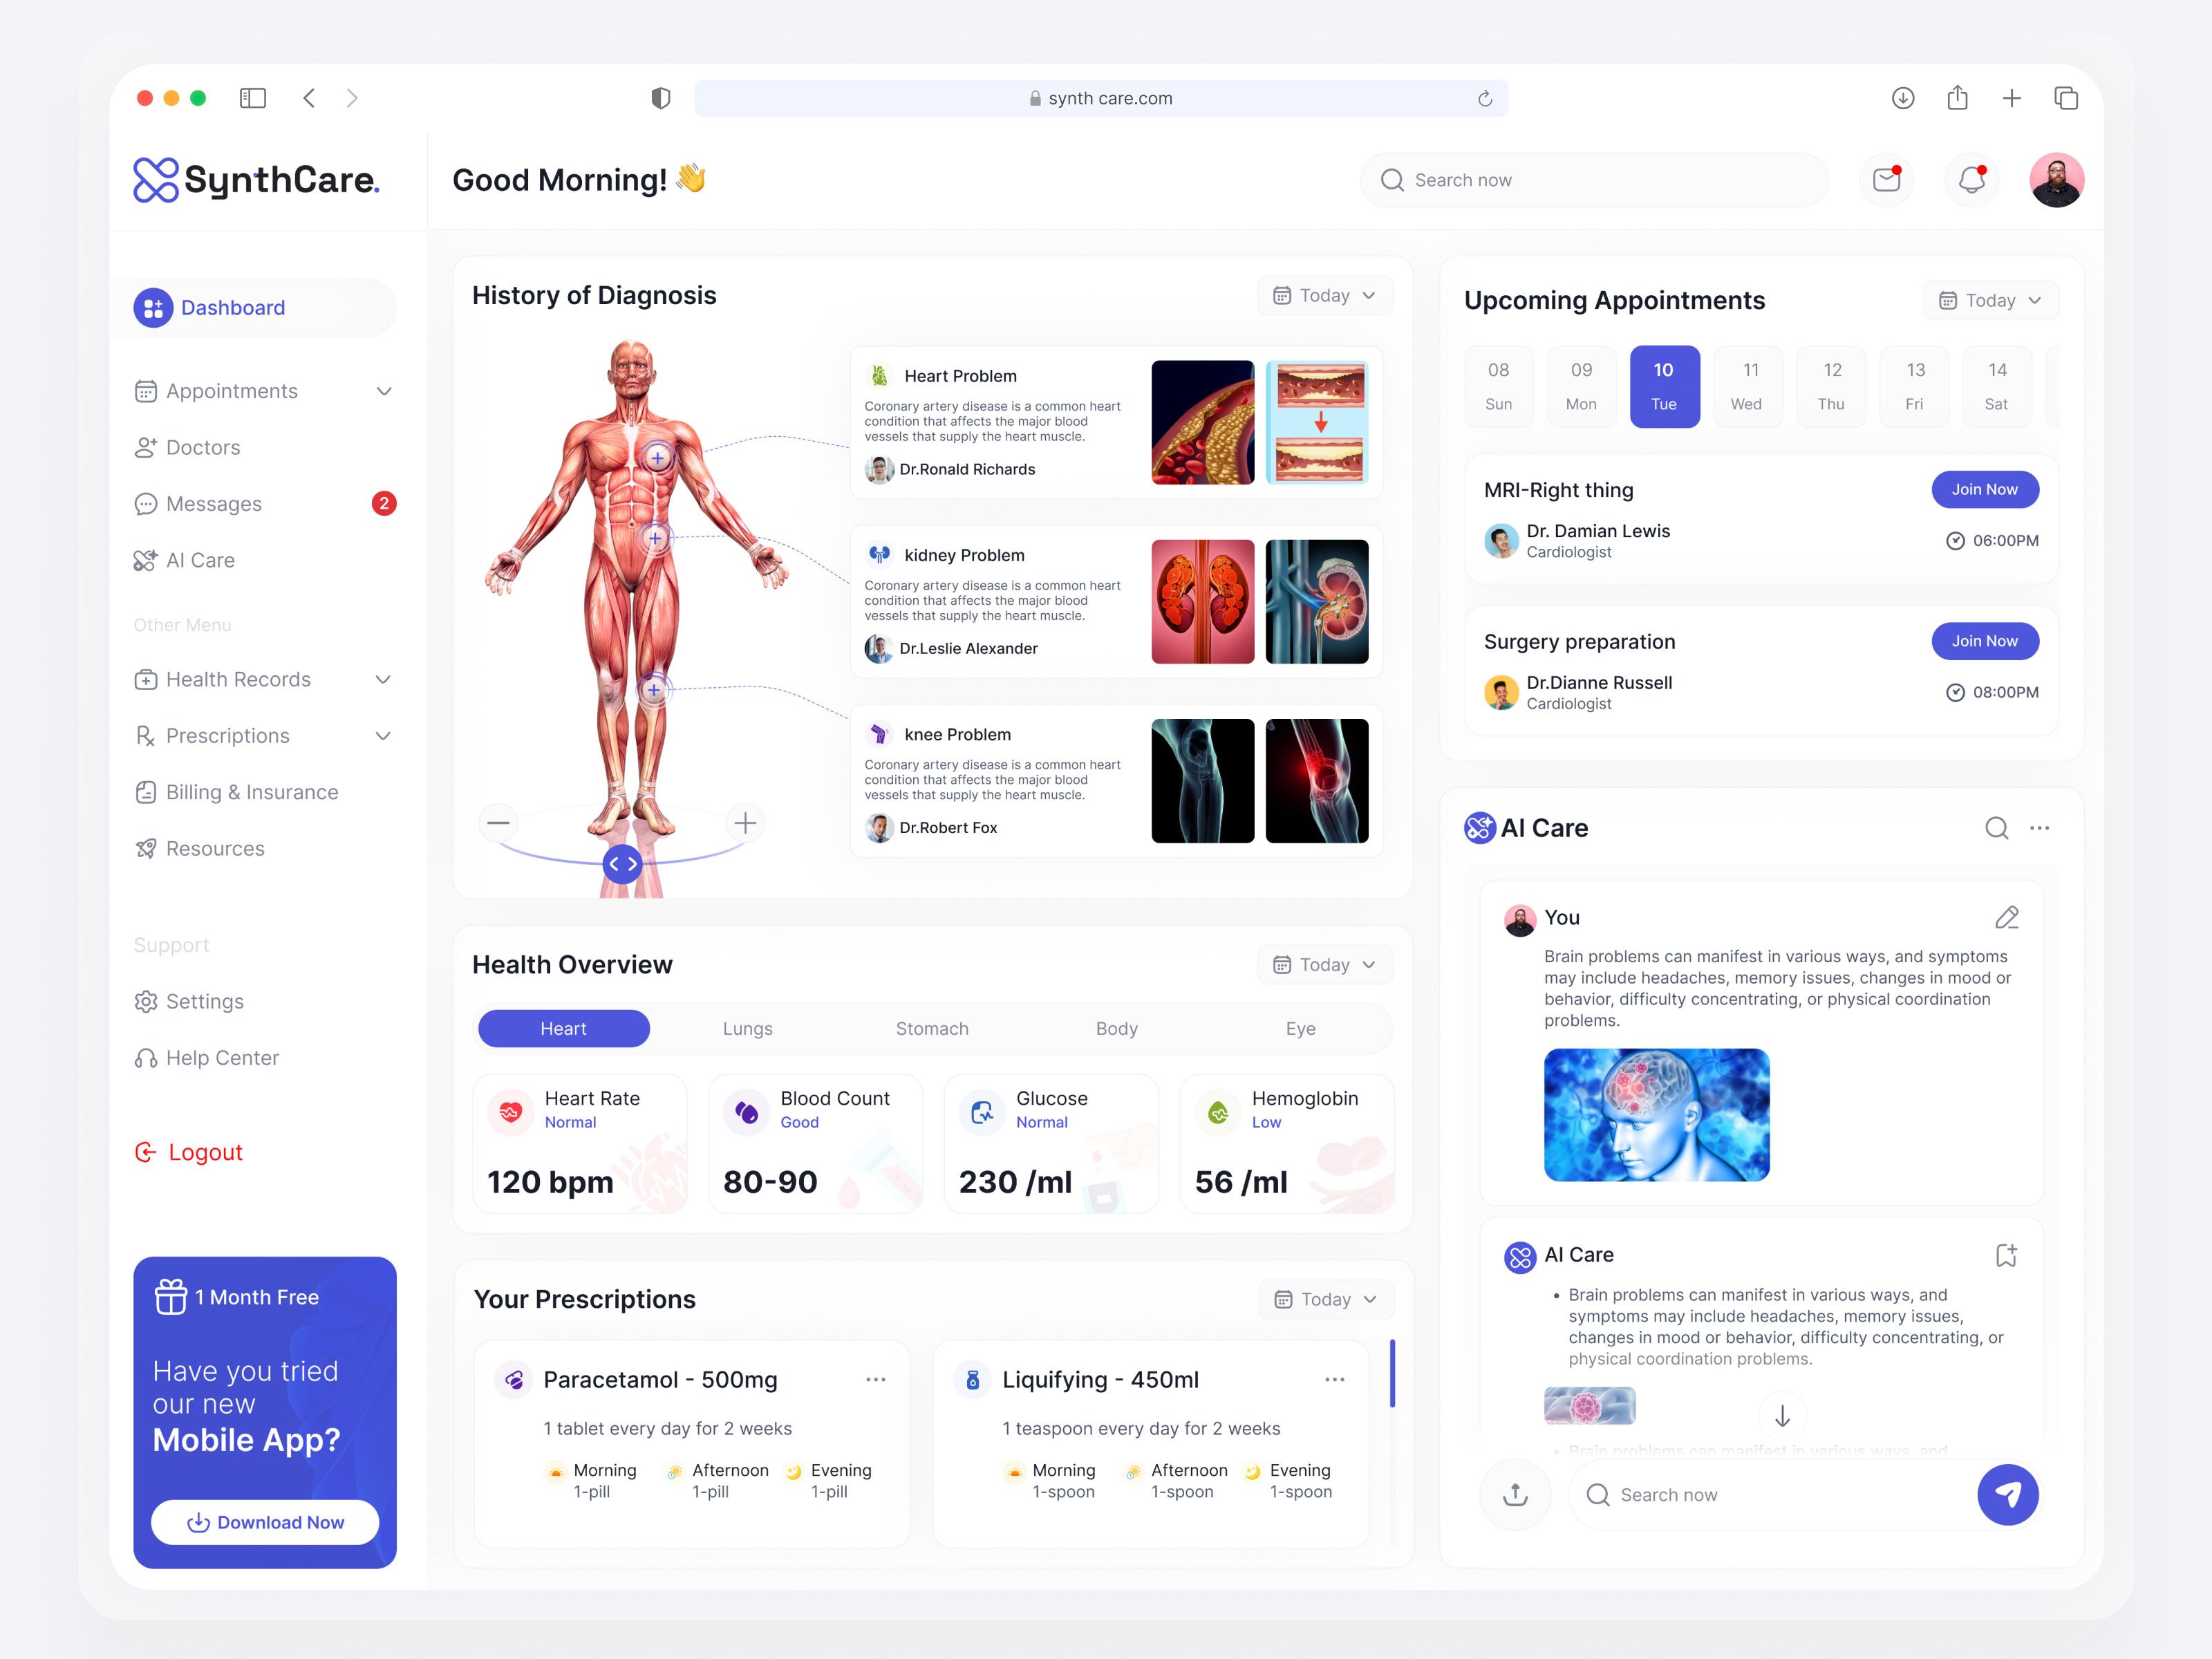 synth care.com
SynthCare.
Good Morning! 👋
Search now
Dashboard
Appointments
Doctors
Messages
2
AI Care
Other Menu
Health Records
Prescriptions
Billing & Insurance
Resources
Support
Settings
Help Center
Logout
1 Month Free
Have you tried
our new
Mobile App?
Download Now
History of Diagnosis
Today
Heart Problem
Coronary artery disease is a common heart
condition that affects the major blood
vessels that supply the heart muscle.
Dr.Ronald Richards
kidney Problem
Coronary artery disease is a common heart
condition that affects the major blood
vessels that supply the heart muscle.
Dr.Leslie Alexander
knee Problem
Coronary artery disease is a common heart
condition that affects the major blood
vessels that supply the heart muscle.
Dr.Robert Fox
Health Overview
Today
Heart
Lungs
Stomach
Body
Eye
Heart Rate
Normal
120 bpm
Blood Count
Good
80-90
Glucose
Normal
230 /ml
Hemoglobin
Low
56 /ml
Your Prescriptions
Today
Paracetamol - 500mg
1 tablet every day for 2 weeks
Morning
1-pill
Afternoon
1-pill
Evening
1-pill
Liquifying - 450ml
1 teaspoon every day for 2 weeks
Morning
1-spoon
Afternoon
1-spoon
Evening
1-spoon
Upcoming Appointments
Today
08
Sun
09
Mon
10
Tue
11
Wed
12
Thu
13
Fri
14
Sat
MRI-Right thing
Join Now
Dr. Damian Lewis
Cardiologist
06:00PM
Surgery preparation
Join Now
Dr.Dianne Russell
Cardiologist
08:00PM
AI Care
You
Brain problems can manifest in various ways, and symptoms
may include headaches, memory issues, changes in mood or
behavior, difficulty concentrating, or physical coordination
problems.
AI Care
• Brain problems can manifest in various ways, and
symptoms may include headaches, memory issues,
changes in mood or behavior, difficulty concentrating, or
physical coordination problems.
• Brain problems can manifest in various ways, and
Search now